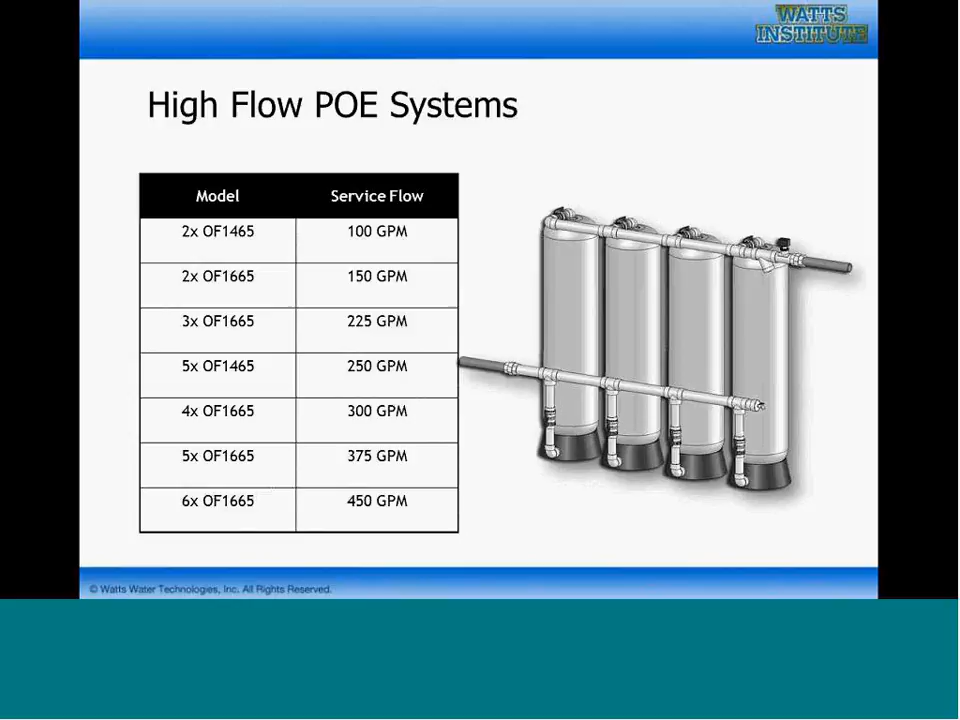 WATTS
INSTITUTE
High Flow POE Systems
Model Service Flow
2x OF1465 100 GPM
2x OF1665 150 GPM
3x OF1665 225 GPM
5x OF1465 250 GPM
4x OF1665 300 GPM
5x OF1665 375 GPM
6x OF1665 450 GPM
© Watts Water Technologies, Inc. All Rights Reserved.